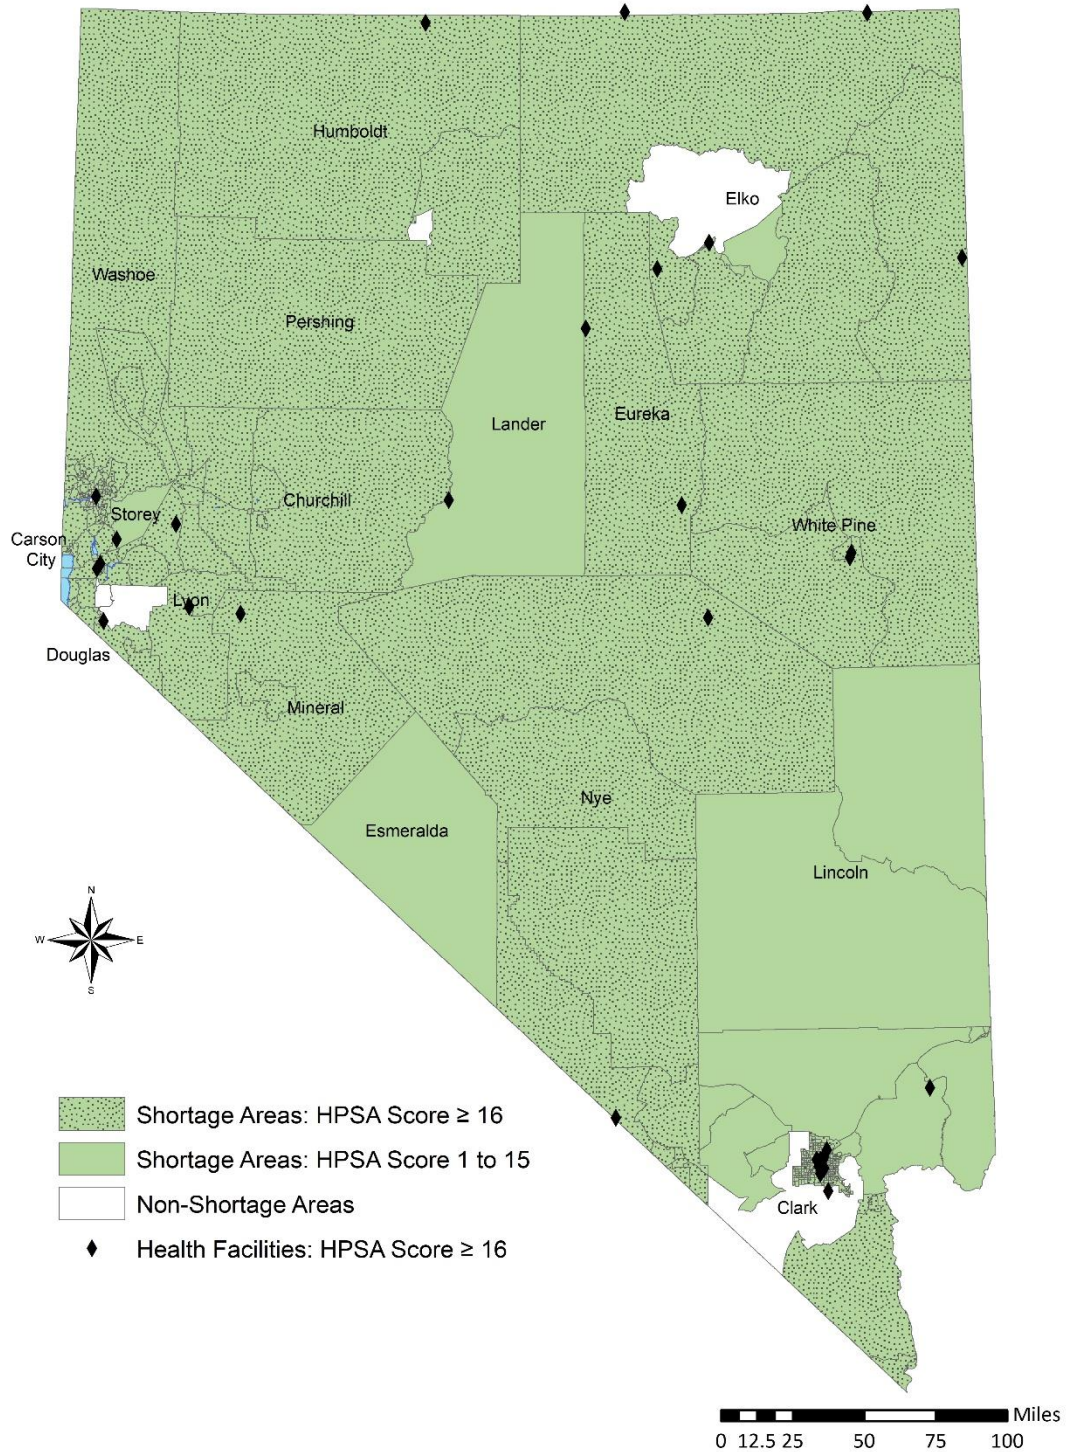 Humboldt
Elko
Washoe
Pershing
Eureka
Lander
Churchill
Storey
White Pine
Carson
City
Lyon
Douglas
Mineral
Nye
Esmeralda
Lincoln
N
W
E
S
Shortage Areas: HPSA Score ≥ 16
Shortage Areas: HPSA Score 1 to 15
Non-Shortage Areas
Health Facilities: HPSA Score ≥ 16
Clark
Miles
0 12.5 25 50 75 100